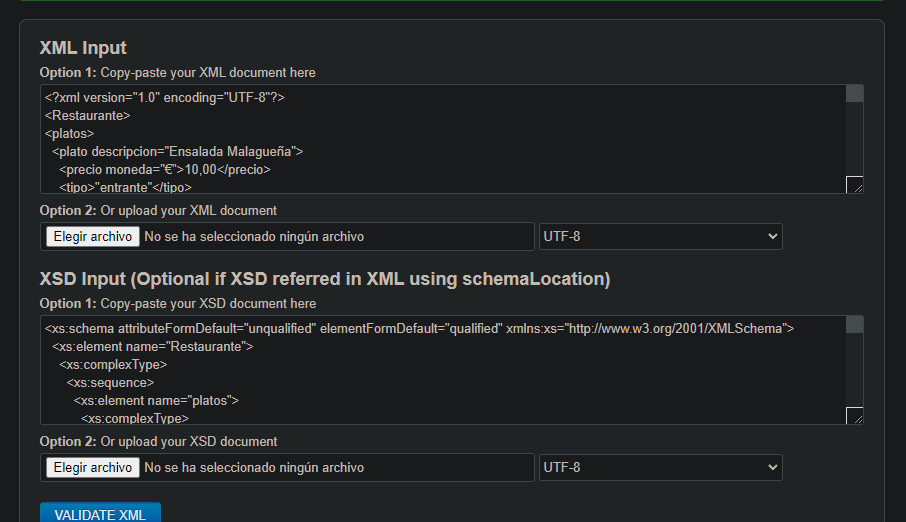 XML Input
Option 1: Copy-paste your XML document here
<?xml version="1.0" encoding="UTF-8"?>
<Restaurante>
<platos>
<plato descripcion="Ensalada Malagueña">
<precio moneda="€">10,00</precio>
<tipo>"entrante"</tipo>
Option 2: Or upload your XML document
Elegir archivo No se ha seleccionado ningún archivo UTF-8
XSD Input (Optional if XSD referred in XML using schemaLocation)
Option 1: Copy-paste your XSD document here
<xs:schema attributeFormDefault="unqualified" elementFormDefault="qualified" xmlns:xs="http://www.w3.org/2001/XMLSchema">
<xs:element name="Restaurante">
<xs:complexType>
<xs:sequence>
<xs:element name="platos">
<xs:complexType>
Option 2: Or upload your XSD document
Elegir archivo No se ha seleccionado ningún archivo UTF-8
VALIDATE XML